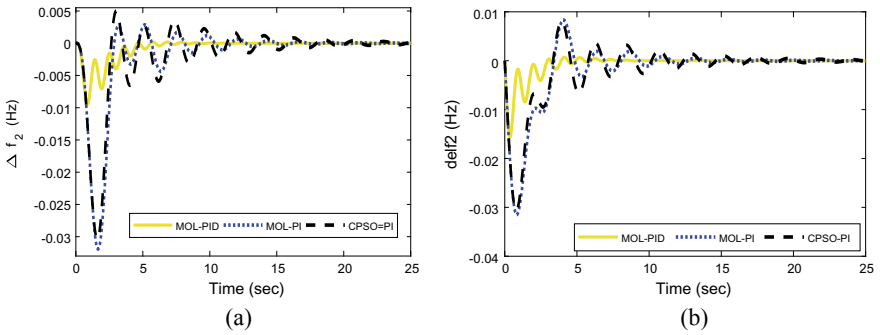 0.005
0
-0.005
-0.01
-0.015
-0.02
-0.025
-0.03
△ f_2 (Hz)
MOL-PID MOL-PI CPSO=PI
0 5 10 15 20 25
Time (sec)
(a)
0.01
0
-0.01
-0.02
-0.03
-0.04
delf2 (Hz)
MOL-PID MOL-PI CPSO-PI
0 5 10 15 20 25
Time (sec)
(b)